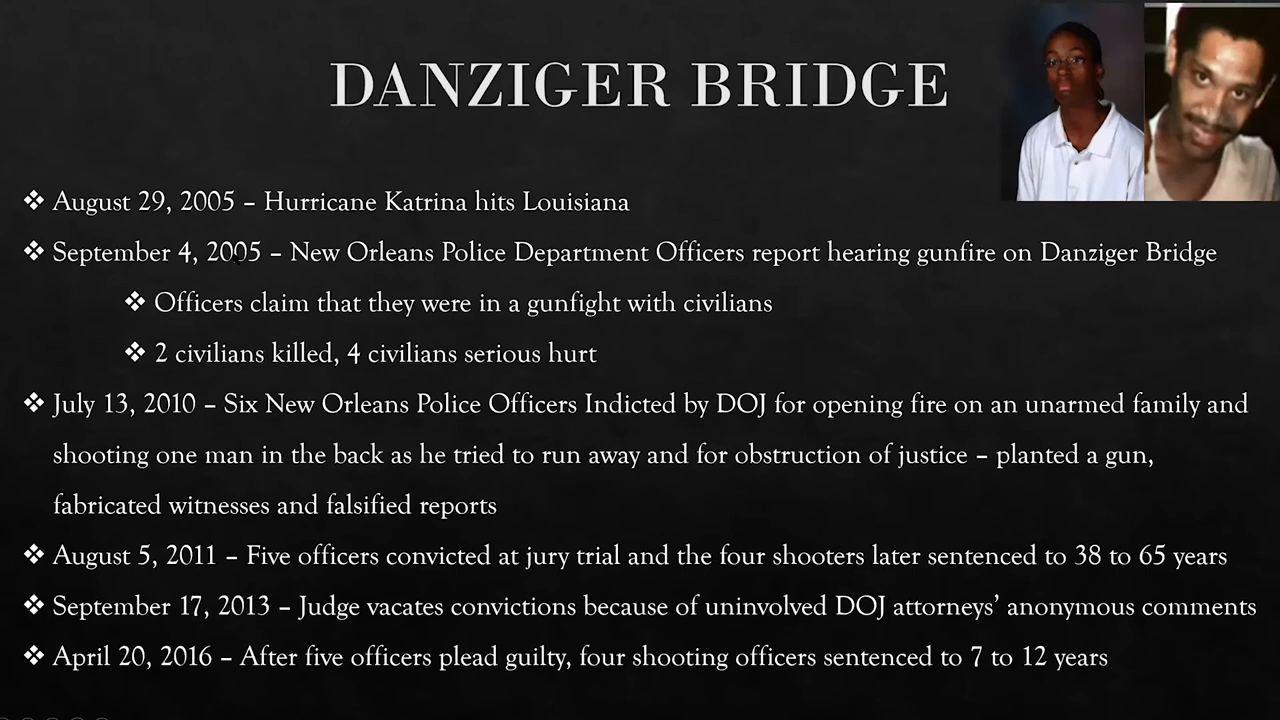 DANZIGER BRIDGE
❖ August 29, 2005 – Hurricane Katrina hits Louisiana
❖ September 4, 2005 – New Orleans Police Department Officers report hearing gunfire on Danziger Bridge
❖ Officers claim that they were in a gunfight with civilians
❖ 2 civilians killed, 4 civilians serious hurt
❖ July 13, 2010 – Six New Orleans Police Officers Indicted by DOJ for opening fire on an unarmed family and
shooting one man in the back as he tried to run away and for obstruction of justice – planted a gun,
fabricated witnesses and falsified reports
❖ August 5, 2011 – Five officers convicted at jury trial and the four shooters later sentenced to 38 to 65 years
❖ September 17, 2013 – Judge vacates convictions because of uninvolved DOJ attorneys’ anonymous comments
❖ April 20, 2016 – After five officers plead guilty, four shooting officers sentenced to 7 to 12 years